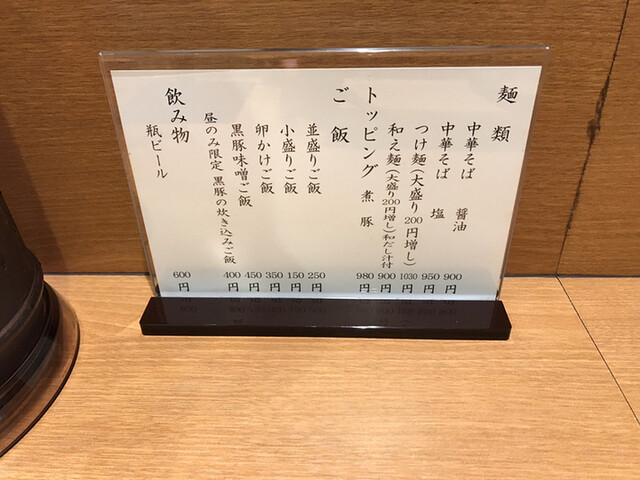 麺類
中華そば 醤油 900円
中華そば 塩 950円
つけ麺(大盛り200円増し) 1030円
和え麺(大盛り200円増し)和だし汁付 900円
トッピング 煮豚 980円
ご飯
並盛りご飯 250円
小盛りご飯 150円
卵かけご飯 350円
黒豚味噌ご飯 450円
昼のみ限定 黒豚の炊き込みご飯 400円
飲み物
瓶ビール 600円